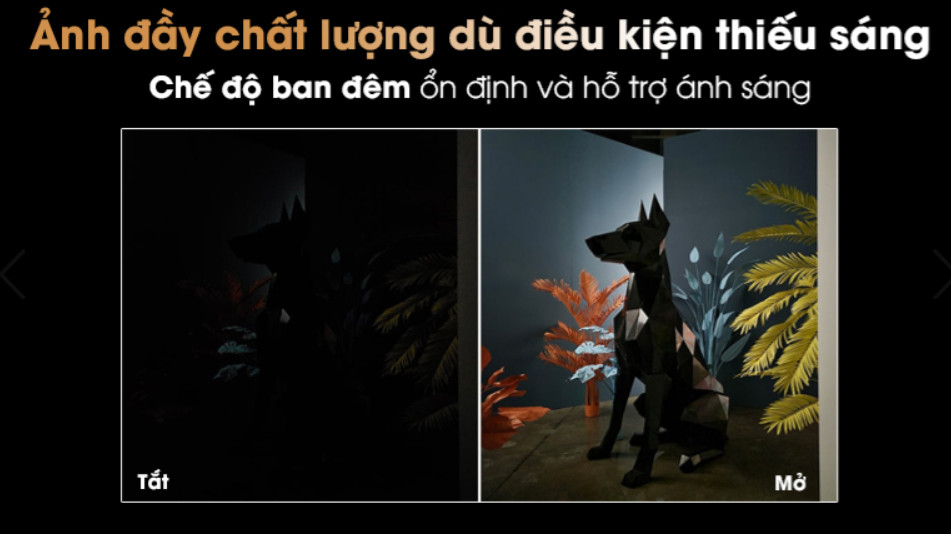 Ảnh đầy chất lượng dù điều kiện thiếu sáng
Chế độ ban đêm ổn định và hỗ trợ ánh sáng
Tắt
Mở